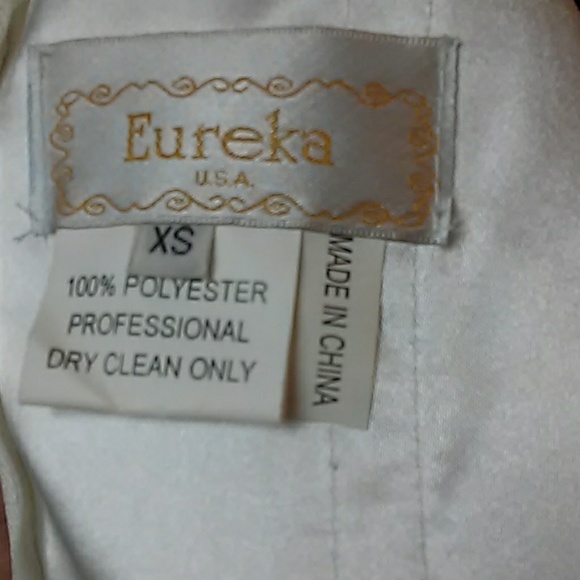 Eureka
U.S.A.
XS
100% POLYESTER
PROFESSIONAL
DRY CLEAN ONLY
MADE IN CHINA